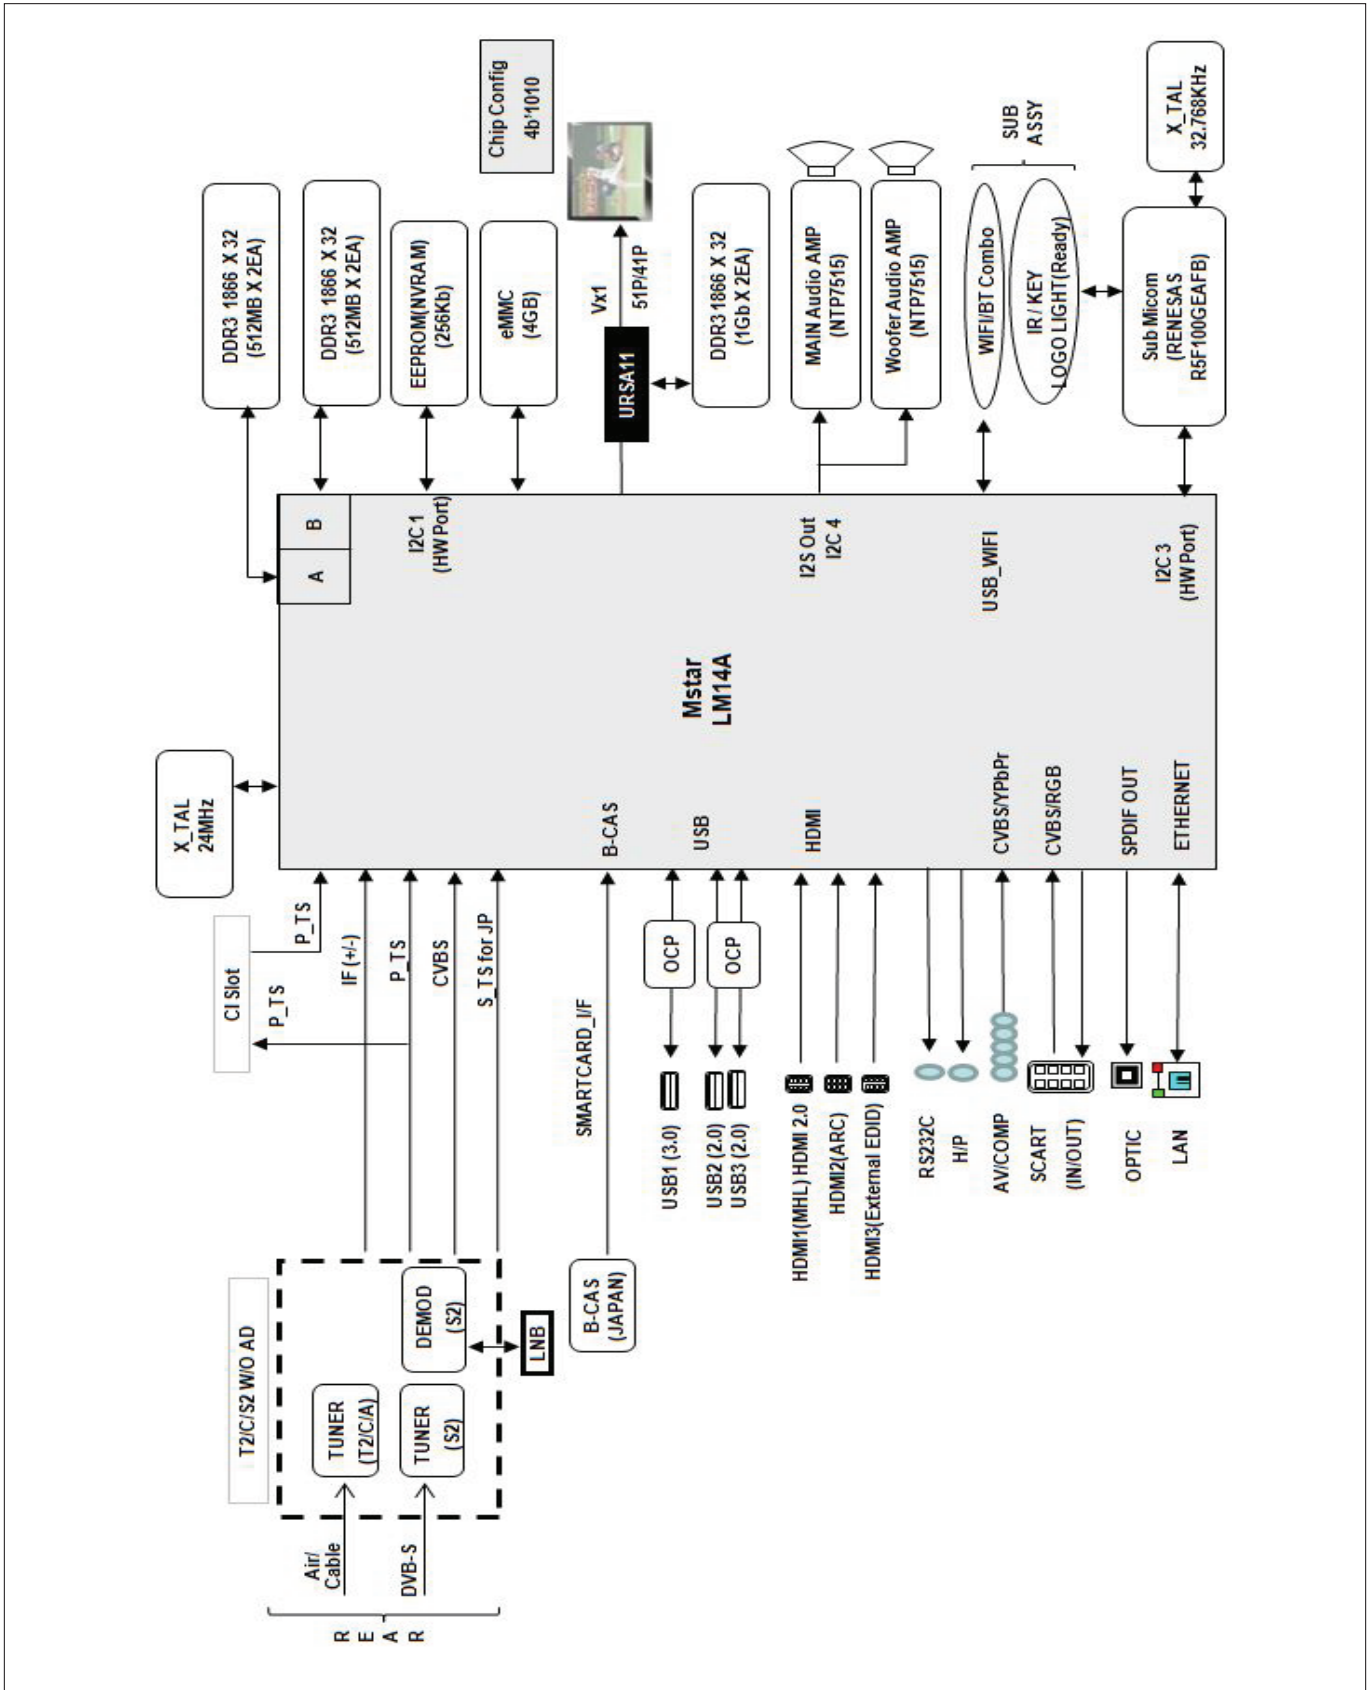 REAR
Air/
Cable
DVB-S
T2/C/S2 W/O AD
TUNER
(T2/C/A)
TUNER
(S2)
DEMOD
(S2)
LNB
CI Slot
P_TS
P_TS
IF (+/-)
P_TS
CVBS
S_TS for JP
B-CAS
(JAPAN)
SMARTCARD_I/F
USB1 (3.0)
OCP
USB2 (2.0)
USB3 (2.0)
OCP
HDMI1(MHL) HDMI 2.0
HDMI2(ARC)
HDMI3(External EDID)
RS232C
H/P
AV/COMP
SCART
(IN/OUT)
OPTIC
LAN
X_TAL
24MHz
B-CAS
USB
HDMI
CVBS/YPbPr
CVBS/RGB
SPDIF OUT
ETHERNET
Mstar
LM14A
A
B
I2C 1
(HW Port)
I2S Out
I2C 4
USB_WIFI
I2C 3
(HW Port)
DDR3 1866 X 32
(512MB X 2EA)
DDR3 1866 X 32
(512MB X 2EA)
EEPROM(NVRAM)
(256Kb)
eMMC
(4GB)
Chip Config
4b'1010
URSA11
Vx1
51P/41P
DDR3 1866 X 32
(1Gb X 2EA)
MAIN Audio AMP
(NTP7515)
Woofer Audio AMP
(NTP7515)
WIFI/BT Combo
IR / KEY
LOGO LIGHT(Ready)
SUB
ASSY
Sub Micom
(RENESAS
R5F100GEAFB)
X_TAL
32.768KHz